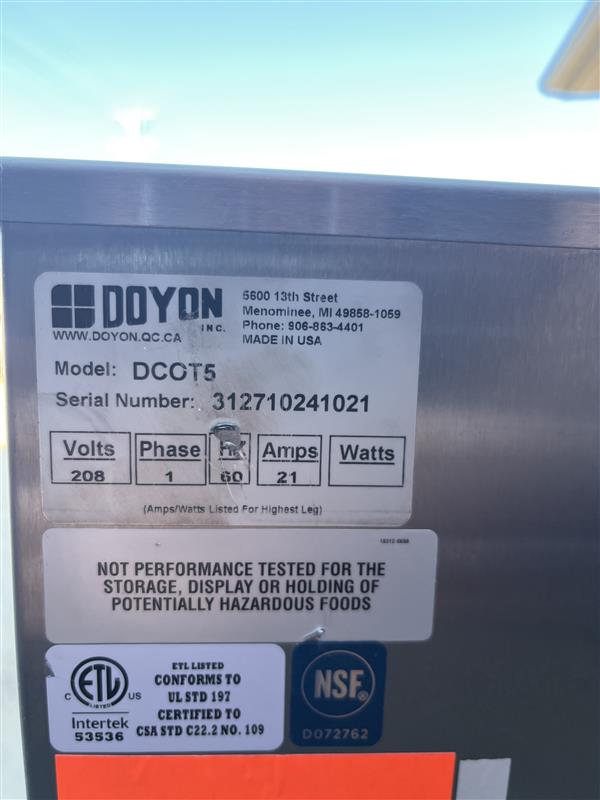 DOYON INC.
WWW.DOYON.QC.CA
5600 13th Street
Menominee, MI 49858-1059
Phone: 906-863-4401
MADE IN USA
Model: DCOT5
Serial Number: 312710241021
Volts Phase HZ Amps Watts
208 1 60 21
(Amps/Watts Listed For Highest Leg)
NOT PERFORMANCE TESTED FOR THE
STORAGE, DISPLAY OR HOLDING OF
POTENTIALLY HAZARDOUS FOODS
C ETL US
LISTED
Intertek
53536
ETL LISTED
CONFORMS TO
UL STD 197
CERTIFIED TO
CSA STD C22.2 NO. 109
NSF®
D072762